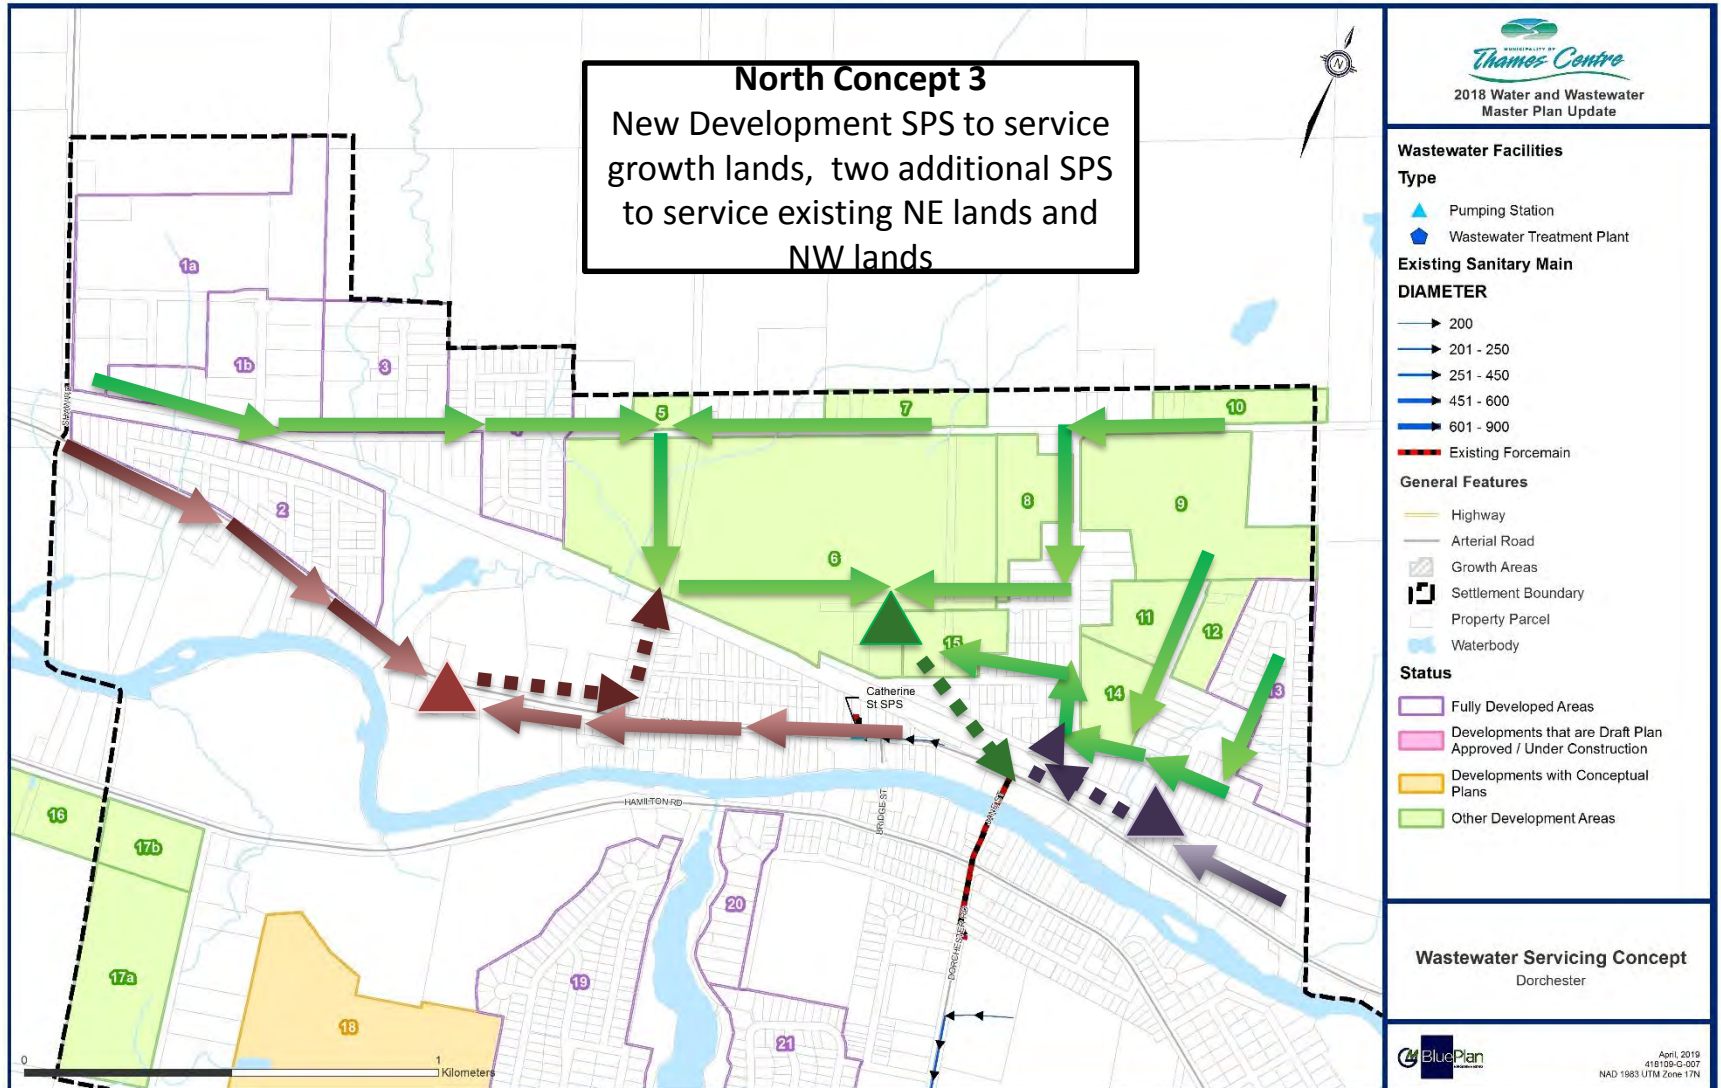 North Concept 3
New Development SPS to service
growth lands, two additional SPS
to service existing NE lands and
NW lands
N
MUNICIPALITY OF
Thames Centre
2018 Water and Wastewater
Master Plan Update
Wastewater Facilities
Type
Pumping Station
Wastewater Treatment Plant
Existing Sanitary Main
DIAMETER
200
201 - 250
251 - 450
451 - 600
601 - 900
Existing Forcemain
General Features
Highway
Arterial Road
Growth Areas
Settlement Boundary
Property Parcel
Waterbody
Status
Fully Developed Areas
Developments that are Draft Plan
Approved / Under Construction
Developments with Conceptual
Plans
Other Development Areas
Wastewater Servicing Concept
Dorchester
BluePlan
April, 2019
418109-G-007
NAD 1983 UTM Zone 17N
1a
1b
3
5
7
10
2
8
9
6
11
12
13
15
14
Catherine
St SPS
HAMILTON RD
BRIDGE ST
DORCHESTER RD
16
17b
17a
18
19
20
21
0
1
Kilometers